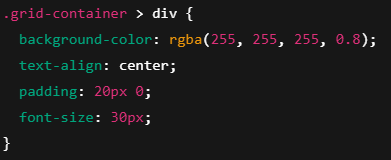 .grid-container > div {
  background-color: rgba(255, 255, 255, 0.8);
  text-align: center;
  padding: 20px 0;
  font-size: 30px;
}